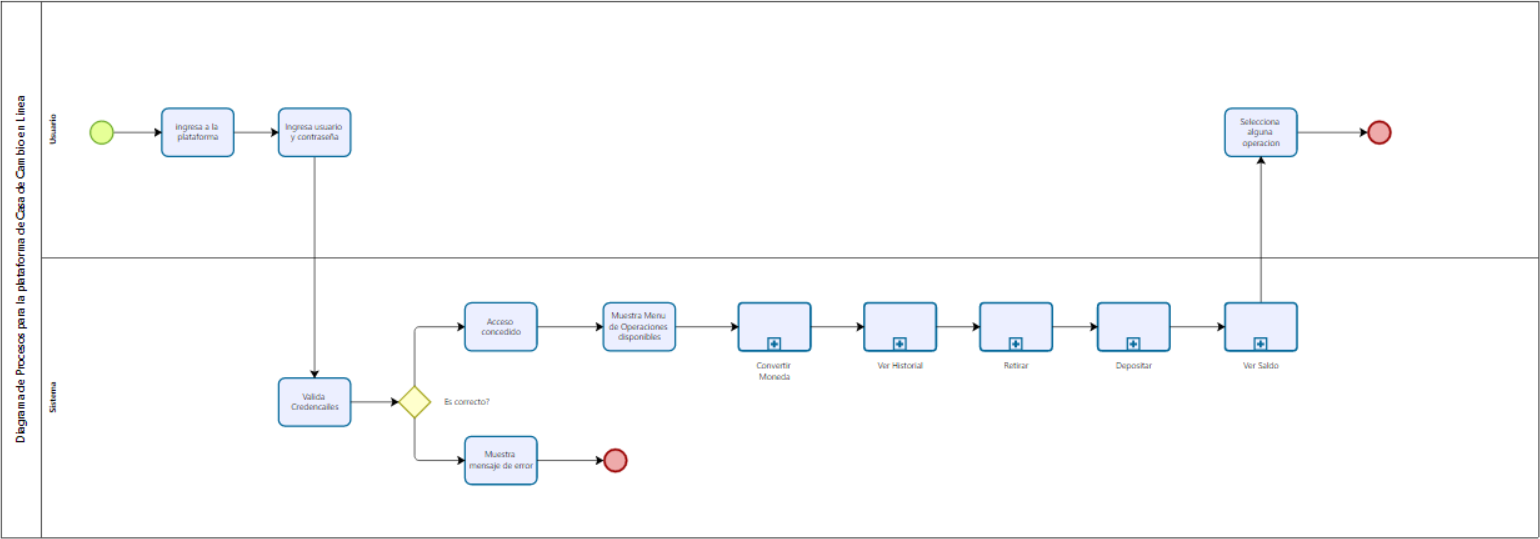 Diagrama de Procesos para la plataforma de Casa de Cambio en Linea
Usuario
ingresa a la
plataforma
Ingresa usuario
y contraseña
Selecciona
alguna
operacion
Sistema
Valida
Credencailes
Es correcto?
Acceso
concedido
Muestra Menu
de Operaciones
disponibles
Convertir
Moneda
Ver Historial
Retirar
Depositar
Ver Saldo
Muestra
mensaje de error